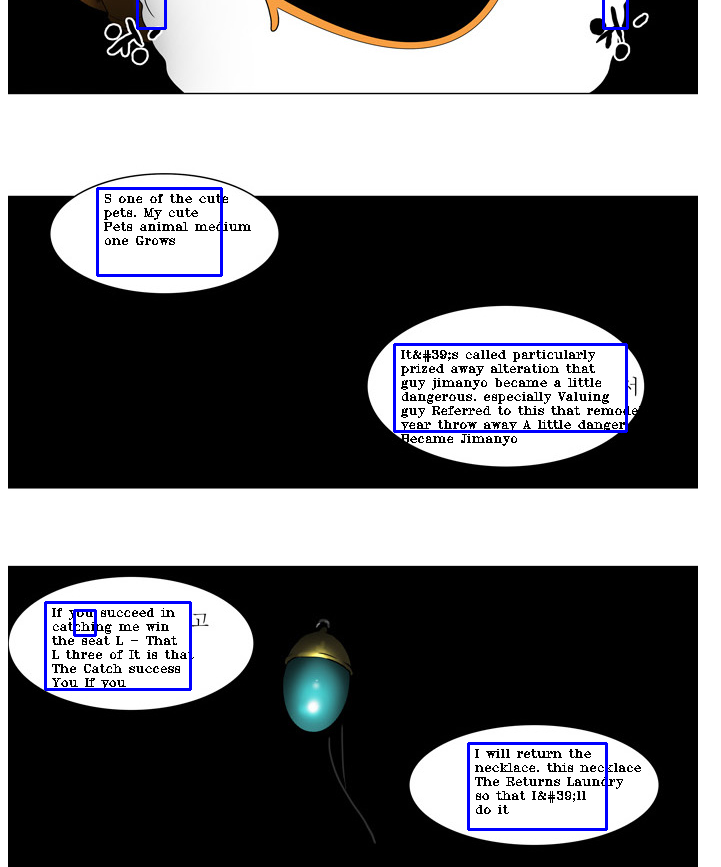 S one of the cute
pets. My cute
Pets animal medium
one Grows
It&#39;s called particularly
prized away alteration that
guy jimanyo became a little
dangerous. especially Valuing
guy Referred to this that remode
year throw away A little danger
Became Jimanyo
서
If you succeed in
catching me win
the seat L - That
L three of It is that
The Catch success
You If you
고
I will return the
necklace. this necklace
The Returns Laundry
so that I&#39;ll
do it